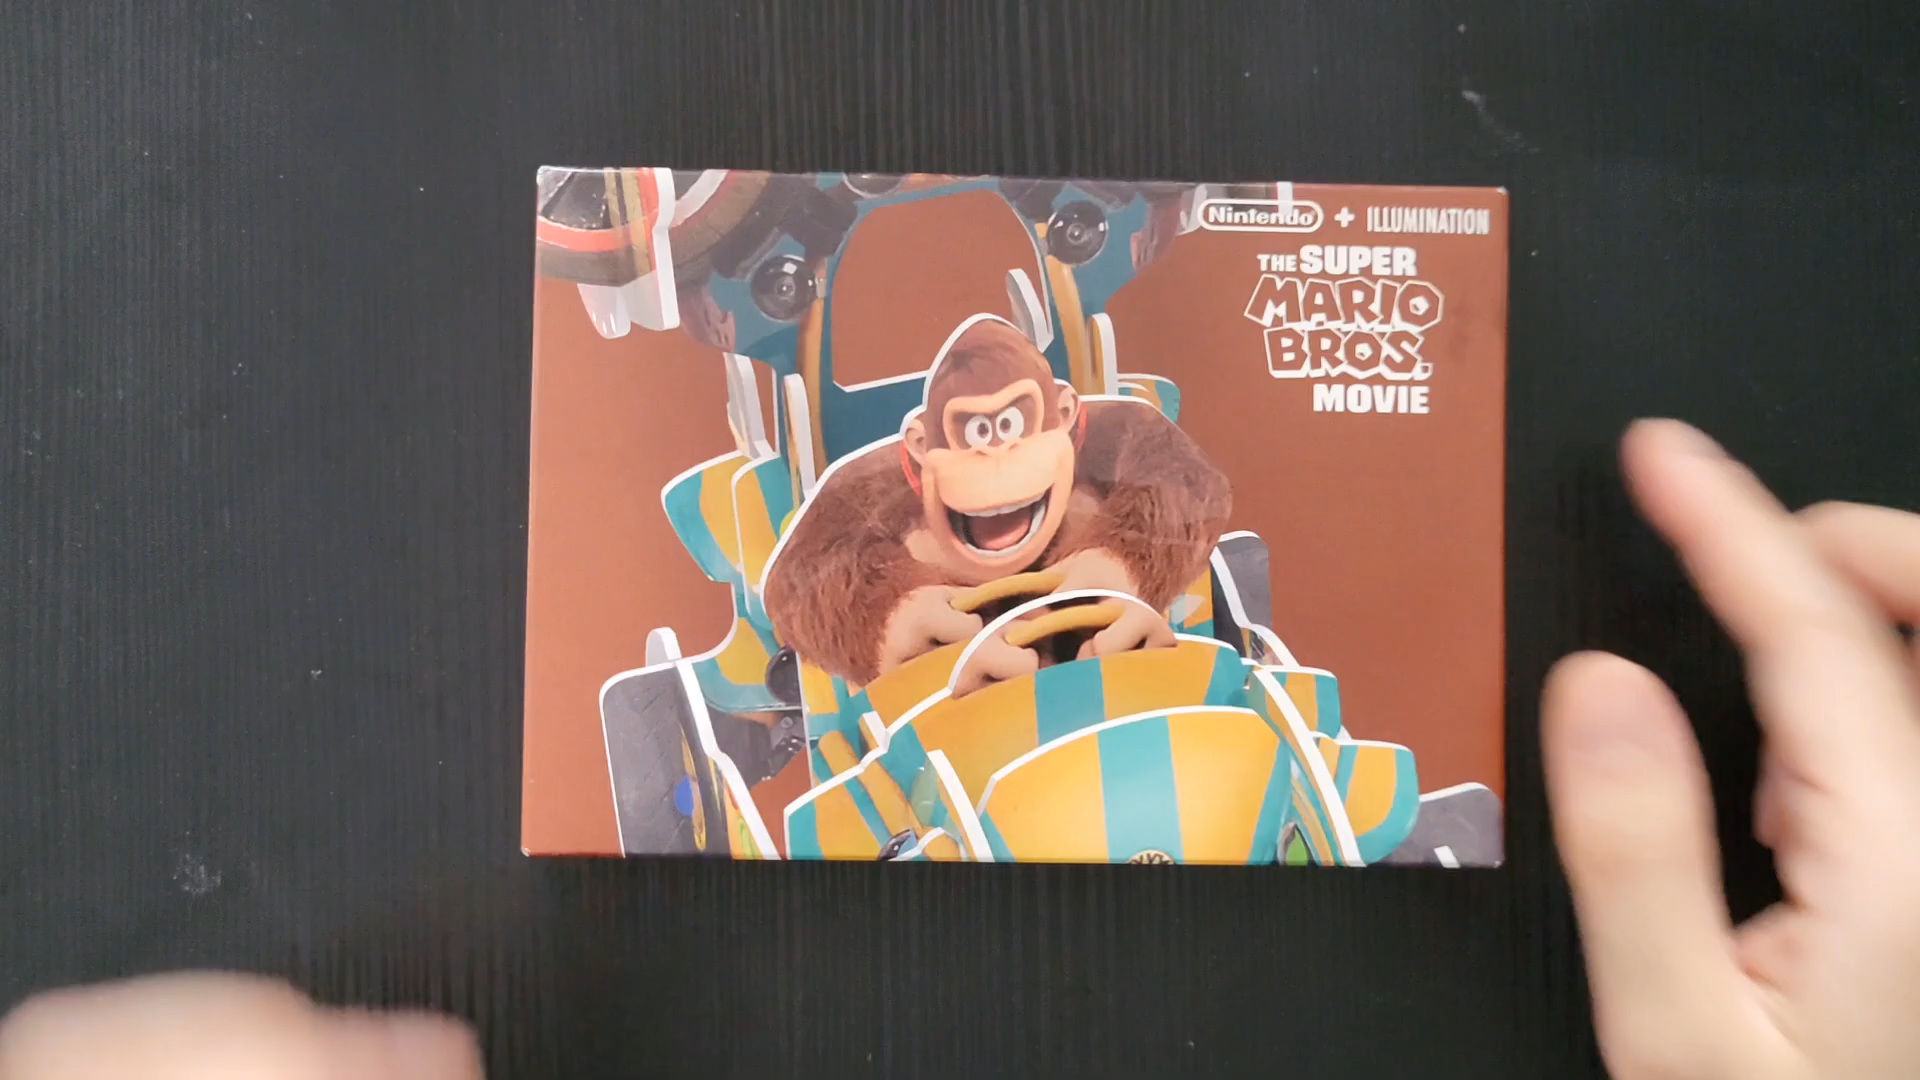 Nintendo + ILLUMINATION
THE SUPER
MARIO
BROS.
MOVIE